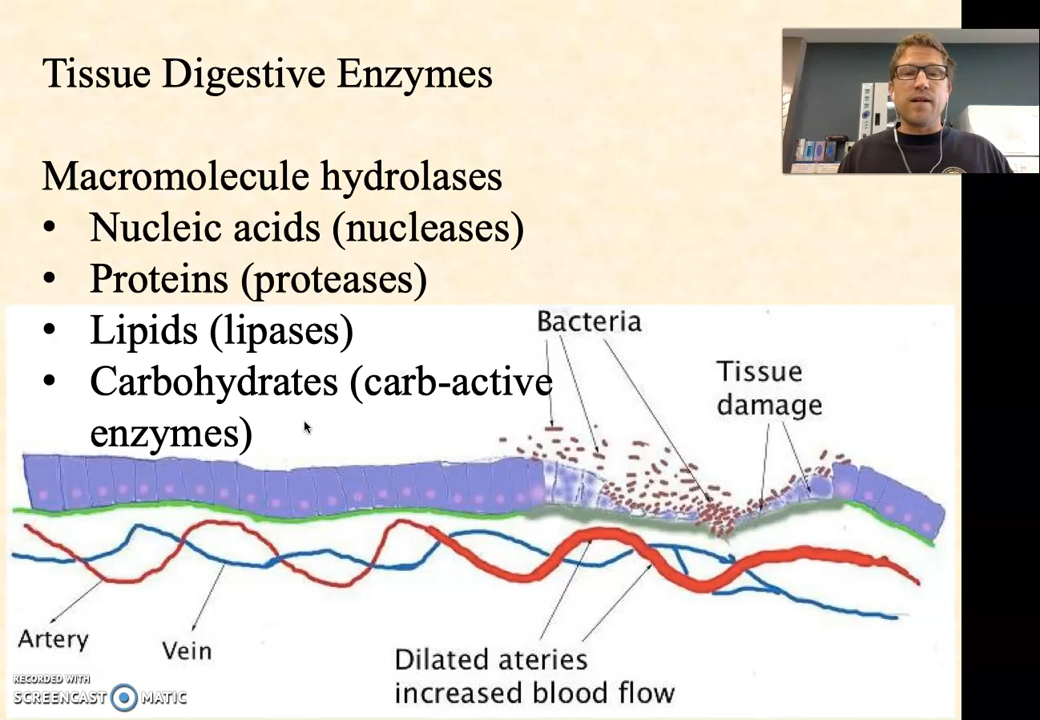 Tissue Digestive Enzymes
Macromolecule hydrolases
• Nucleic acids (nucleases)
• Proteins (proteases)
• Lipids (lipases)
• Carbohydrates (carb-active
enzymes)
Bacteria
Tissue
damage
Artery
Vein
Dilated ateries
increased blood flow
RECORDED WITH
SCREENCAST MATIC